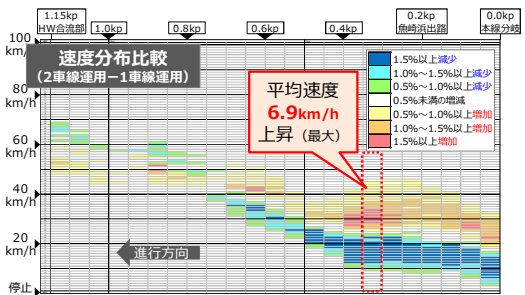 1.15kp
HW合流部
1.0kp
0.8kp
0.6kp
0.4kp
0.2kp
魚崎浜出路
0.0kp
本線分岐
100
km/h
80
km/h
60
km/h
40
km/h
20
km/h
停止
速度分布比較
(2車線運用－1車線運用)
平均速度
6.9km/h
上昇（最大）
1.5%以上減少
1.0%～1.5%以上減少
0.5%～1.0%以上減少
0.5%未満の増減
0.5%～1.0%以上増加
1.0%～1.5%以上増加
1.5%以上増加
進行方向